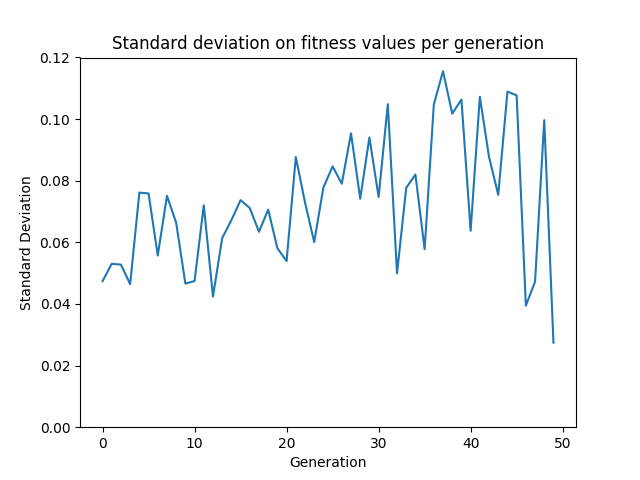 Standard deviation on fitness values per generation
0.12
0.10
0.08
0.06
0.04
0.02
0.00
Standard Deviation
0 10 20 30 40 50
Generation